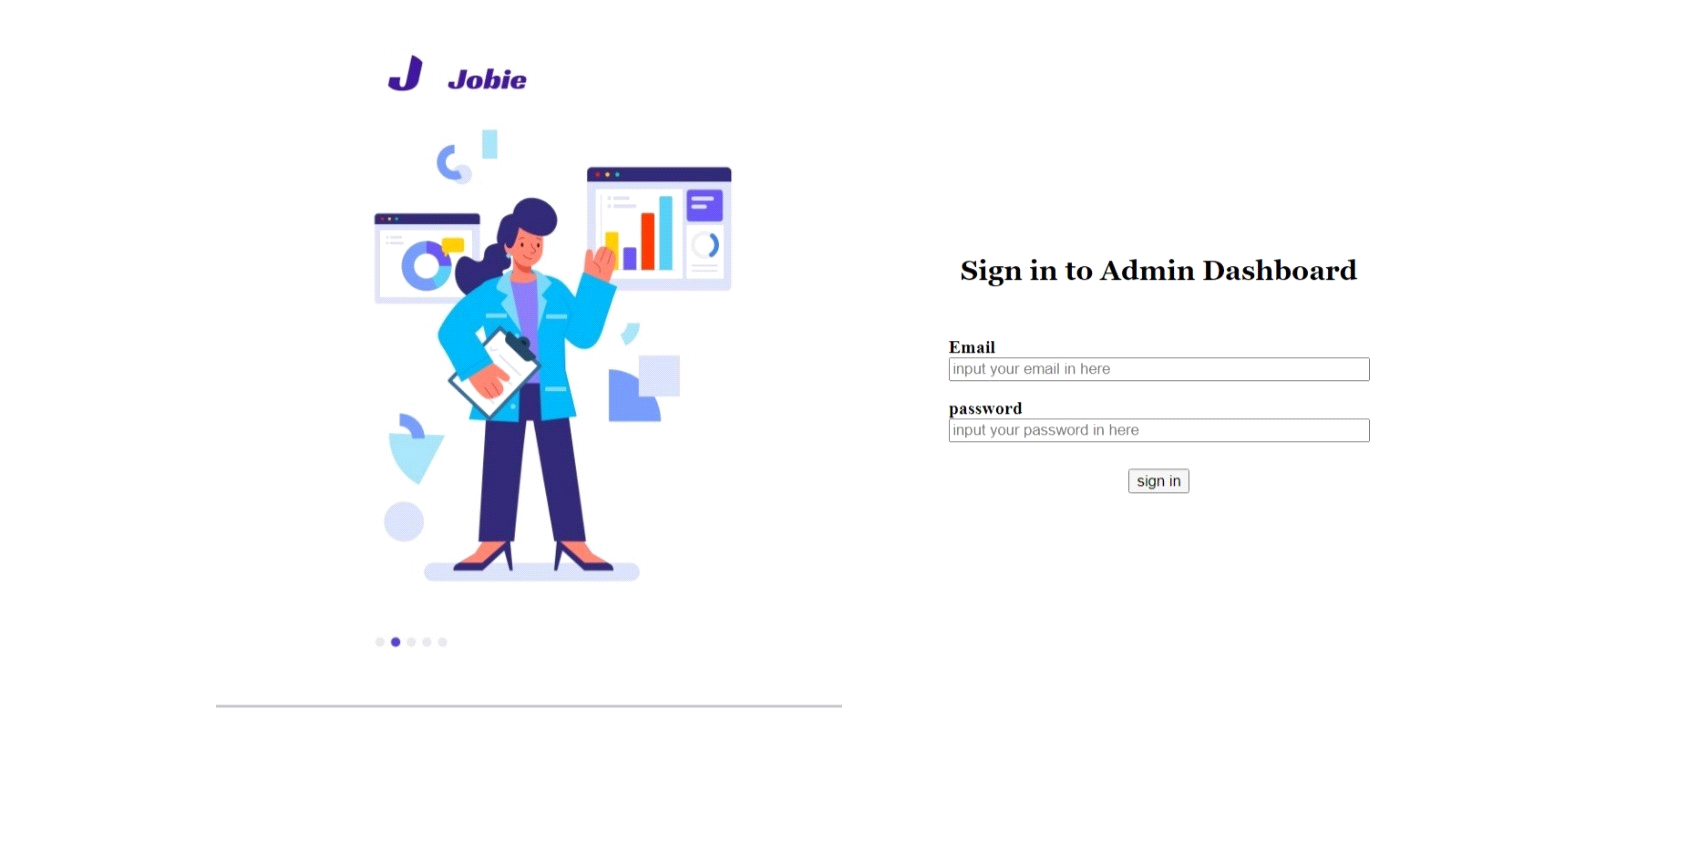 J Jobie
Sign in to Admin Dashboard
Email
input your email in here
password
input your password in here
sign in